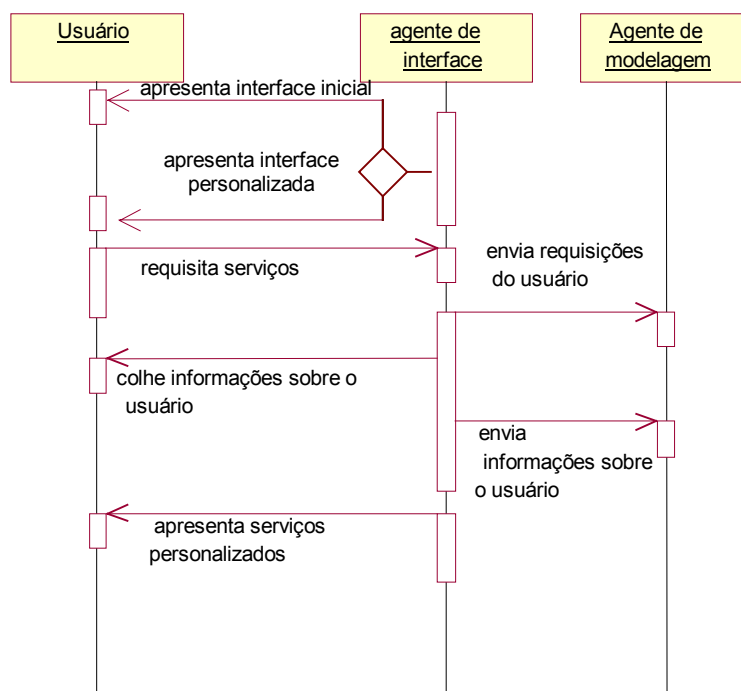 Usuário
agente de
interface
Agente de
modelagem
apresenta interface inicial
apresenta interface
personalizada
requisita serviços
envia requisições
do usuário
colhe informações sobre o
usuário
envia
informações sobre
o usuário
apresenta serviços
personalizados